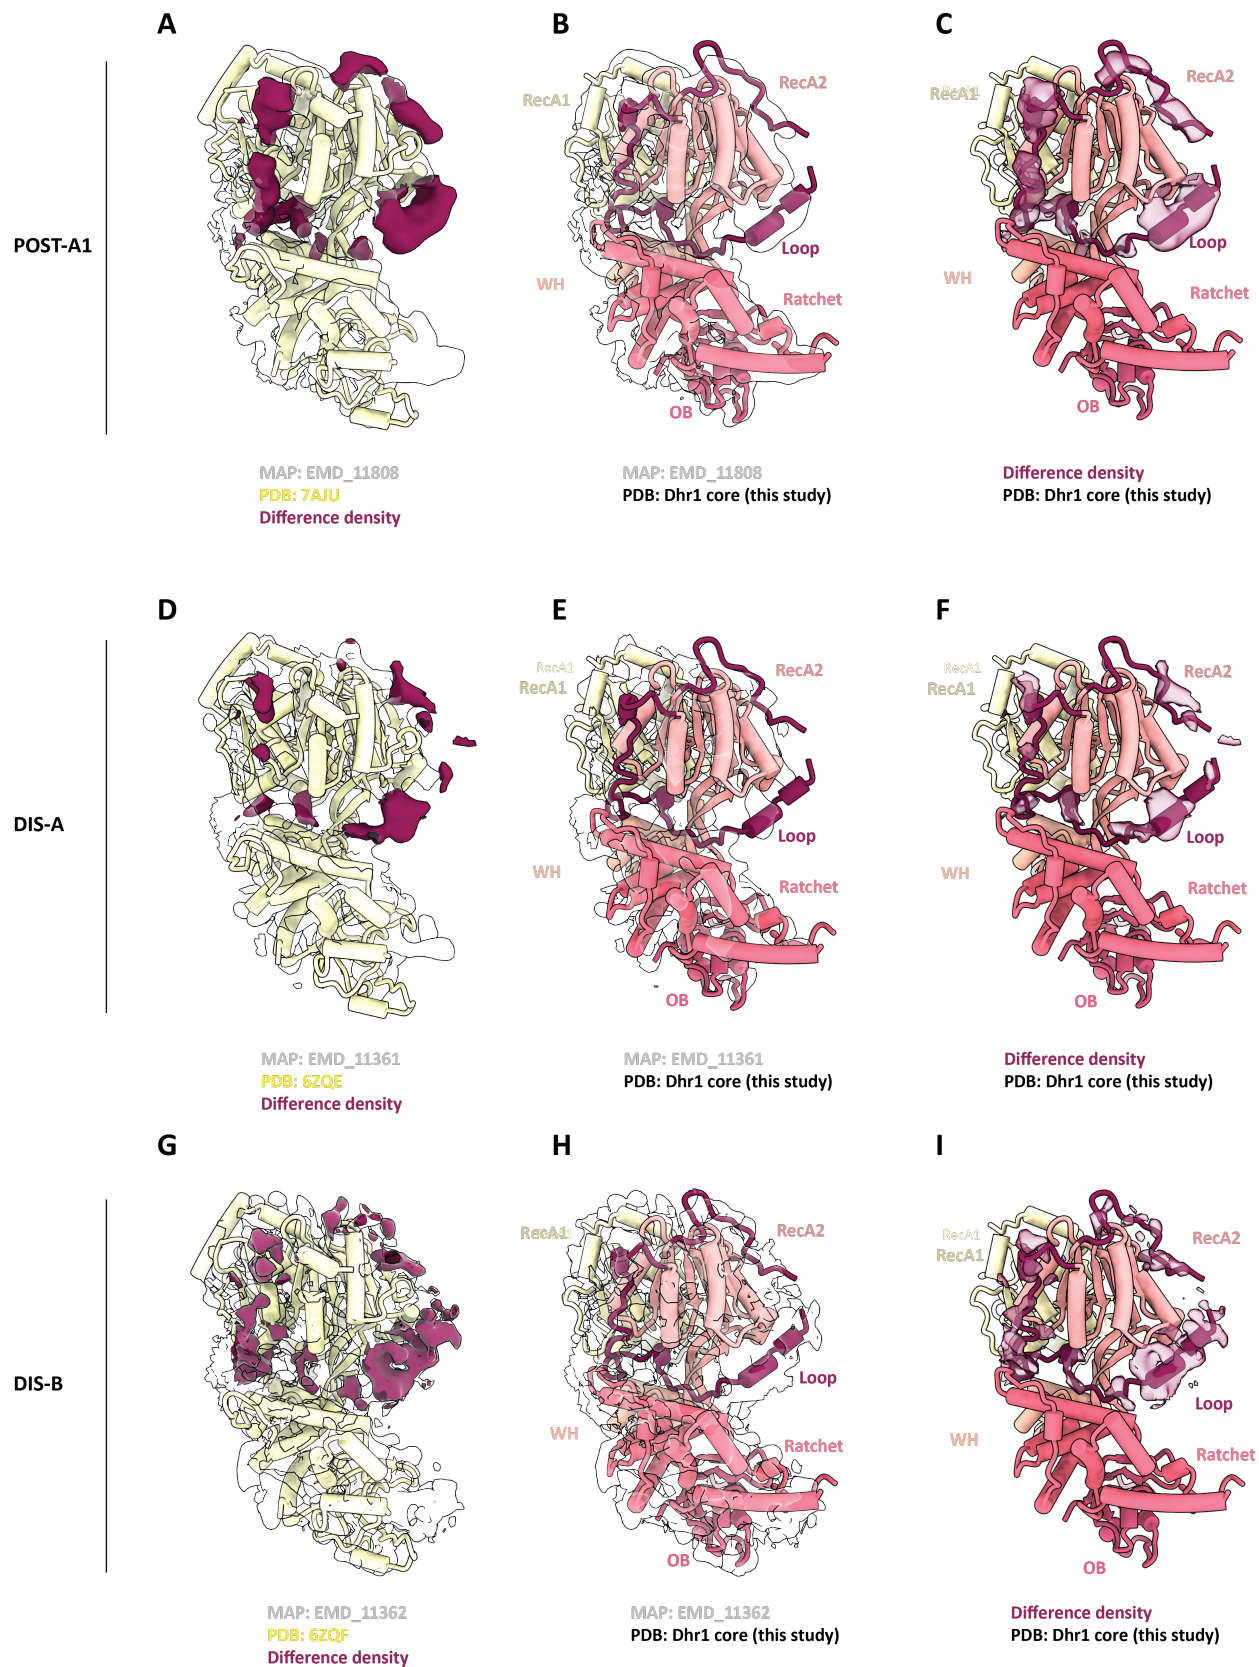 A
B
C
RecA1
RecA2
RecA1
RecA2
POST-A1
Loop
Loop
WH
WH
Ratchet
Ratchet
OB
OB
MAP: EMD_11808
PDB: 7AJU
Difference density
MAP: EMD_11808
PDB: Dhr1 core (this study)
Difference density
PDB: Dhr1 core (this study)
D
E
F
RecA1
RecA1
RecA2
RecA1
RecA1
RecA2
DIS-A
Loop
Loop
WH
WH
Ratchet
Ratchet
OB
OB
MAP: EMD_11361
PDB: 6ZQE
Difference density
MAP: EMD_11361
PDB: Dhr1 core (this study)
Difference density
PDB: Dhr1 core (this study)
G
H
I
RecA1
RecA2
RecA1
RecA1
RecA2
DIS-B
Loop
Loop
WH
WH
Ratchet
Ratchet
OB
OB
MAP: EMD_11362
PDB: 6ZQF
Difference density
MAP: EMD_11362
PDB: Dhr1 core (this study)
Difference density
PDB: Dhr1 core (this study)